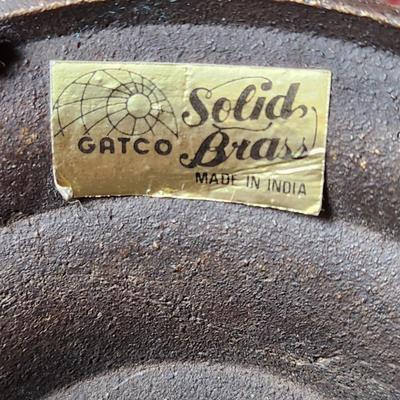 GATCO
Solid
Brass
MADE IN INDIA